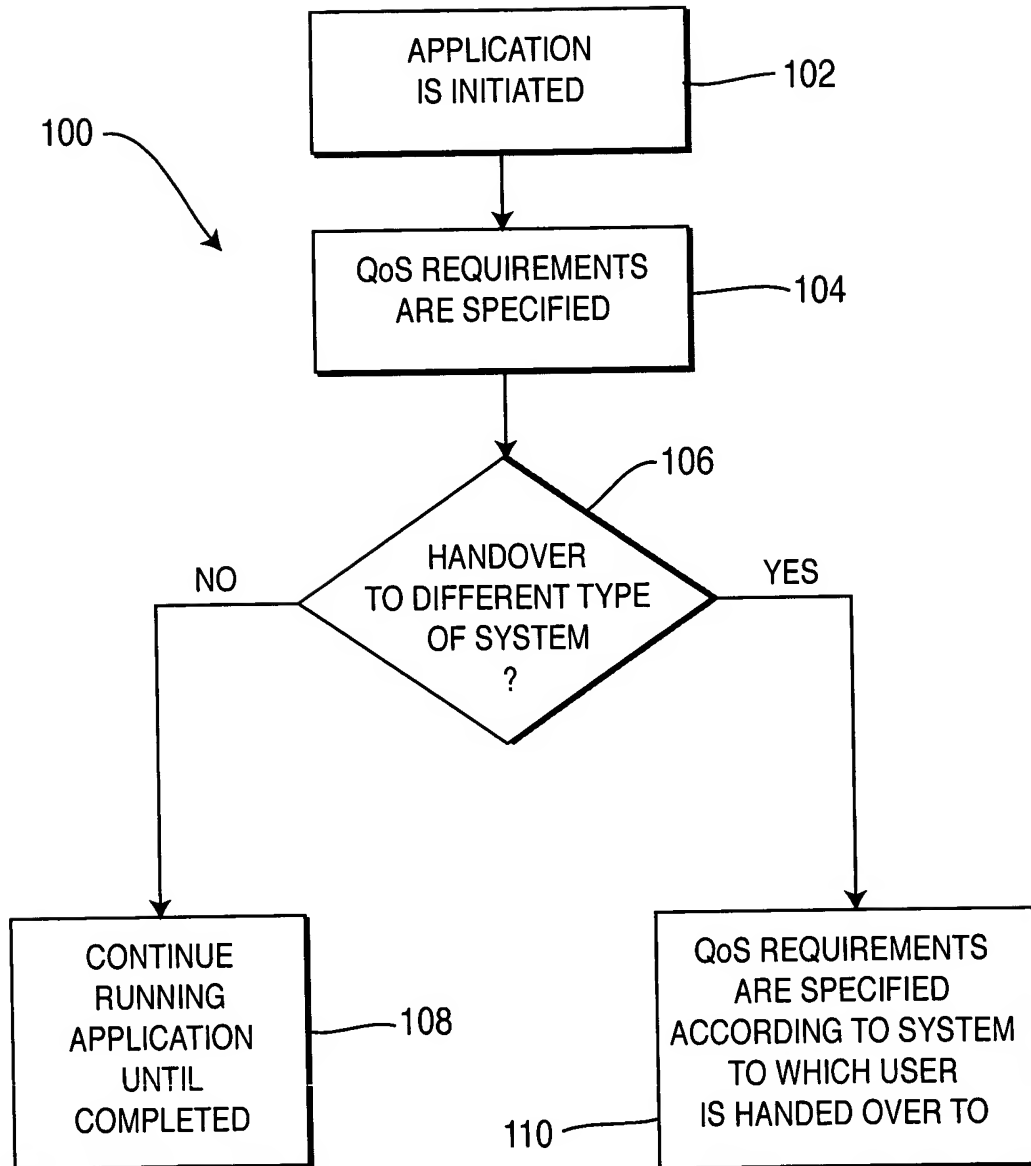 APPLICATION
IS INITIATED
102
100
QoS REQUIREMENTS
ARE SPECIFIED
104
106
HANDOVER
TO DIFFERENT TYPE
OF SYSTEM
?
NO
YES
CONTINUE
RUNNING
APPLICATION
UNTIL
COMPLETED
108
QoS REQUIREMENTS
ARE SPECIFIED
ACCORDING TO SYSTEM
TO WHICH USER
IS HANDED OVER TO
110